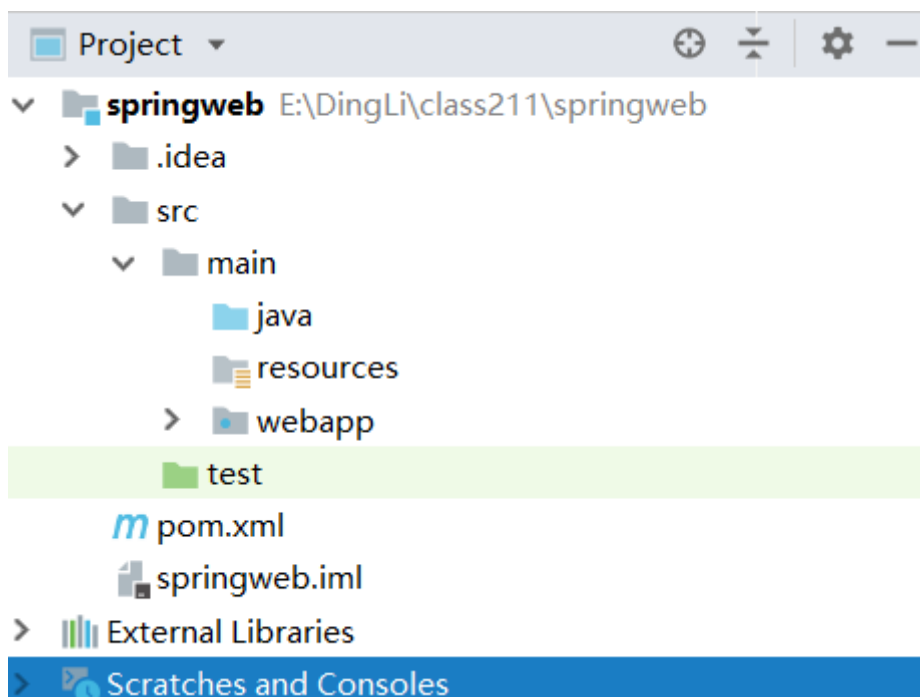 Project
springweb E:\DingLi\class211\springweb
.idea
src
main
java
resources
webapp
test
m pom.xml
springweb.iml
External Libraries
Scratches and Consoles